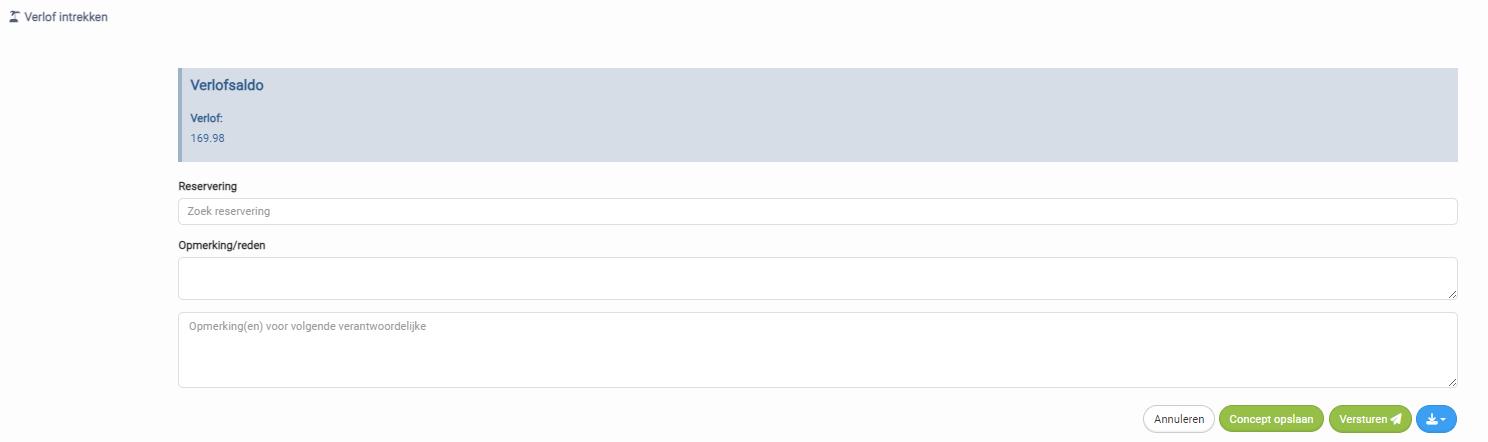 Verlof intrekken
Verlofsaldo
Verlof:
169.98
Reservering
Zoek reservering
Opmerking/reden
Opmerking(en) voor volgende verantwoordelijke
Annuleren Concept opslaan Versturen